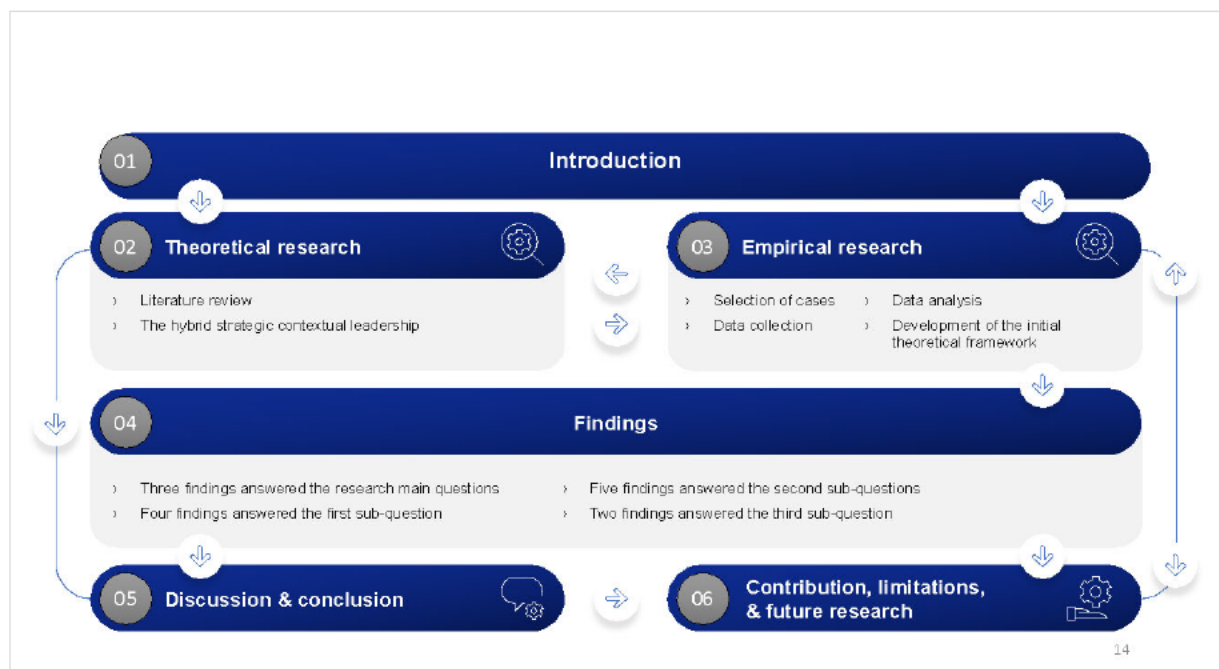 01
Introduction
02
Theoretical research
› Literature review
› The hybrid strategic contextual leadership
03
Empirical research
› Selection of cases
› Data collection
› Data analysis
› Development of the initial
theoretical framework
04
Findings
› Three findings answered the research main questions
› Four findings answered the first sub-question
› Five findings answered the second sub-questions
› Two findings answered the third sub-question
05
Discussion & conclusion
06
Contribution, limitations,
& future research
14